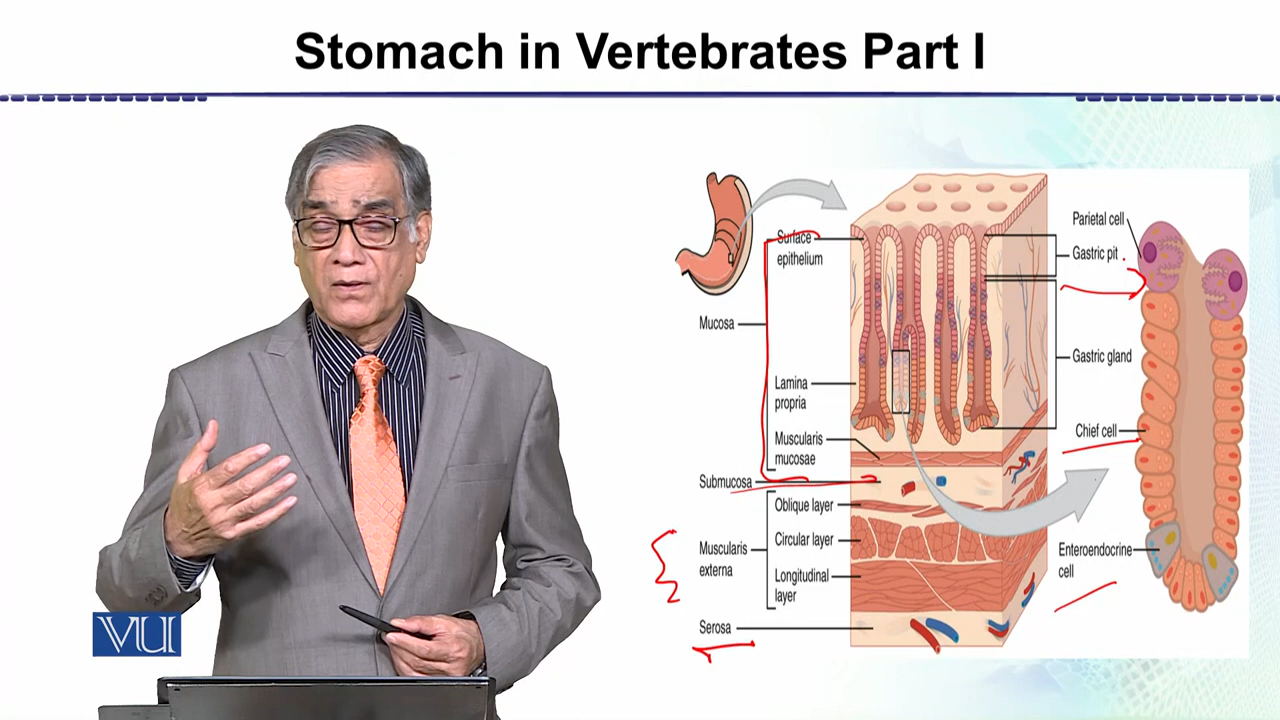 Stomach in Vertebrates Part I
Surface
epithelium
Mucosa
Lamina
propria
Muscularis
mucosae
Submucosa
Oblique layer
Muscularis
externa
Circular layer
Longitudinal
layer
Serosa
Parietal cell
Gastric pit
Gastric gland
Chief cell
Enteroendocrine
cell
VU